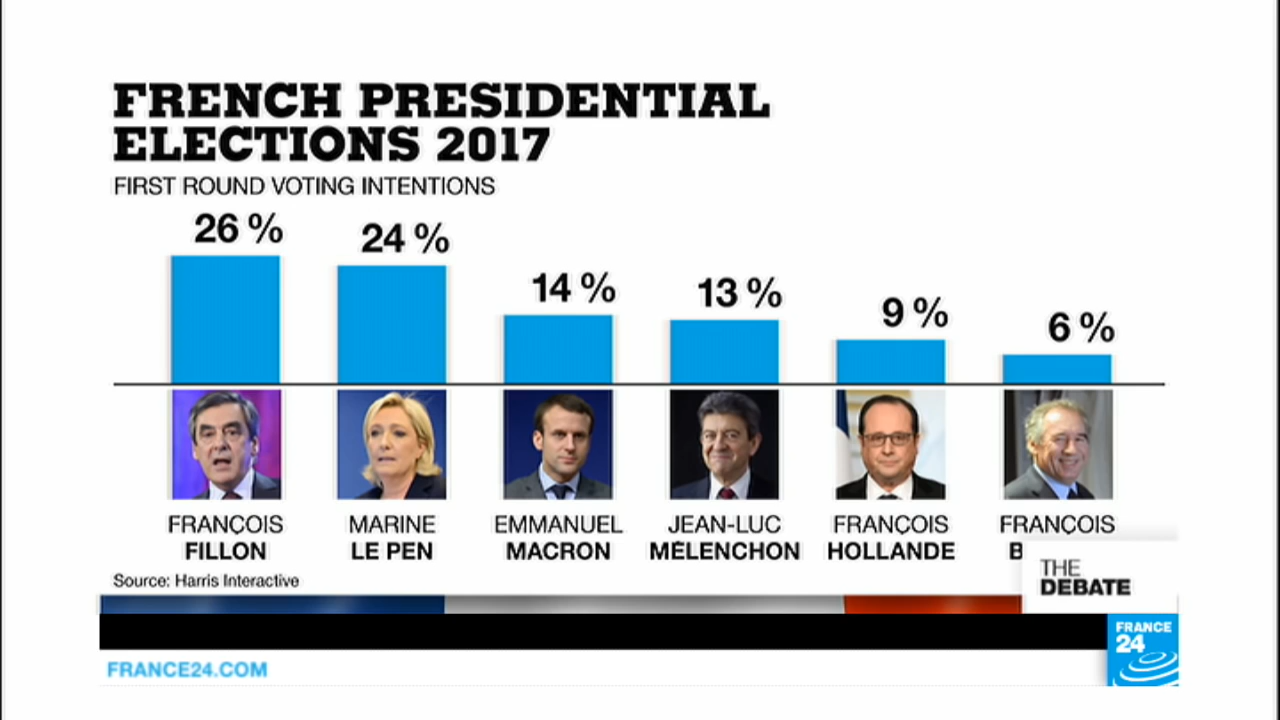 FRENCH PRESIDENTIAL
ELECTIONS 2017
FIRST ROUND VOTING INTENTIONS
26 %
24 %
14 %
13 %
9 %
6 %
FRANÇOIS
FILLON
MARINE
LE PEN
EMMANUEL
MACRON
JEAN-LUC
MÉLENCHON
FRANÇOIS
HOLLANDE
FRANÇOIS
Source: Harris Interactive
THE
DEBATE
FRANCE
24
FRANCE24.COM